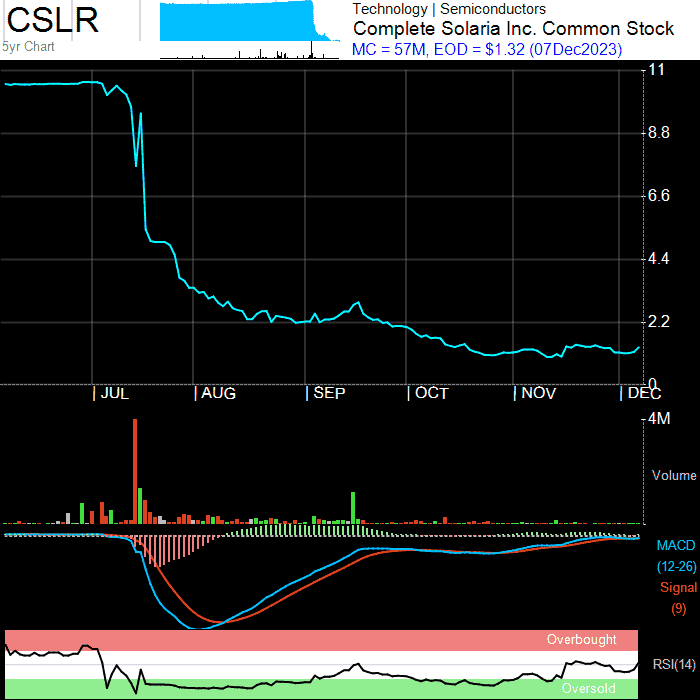 CSLR
5yr Chart
Technology | Semiconductors
Complete Solaria Inc. Common Stock
MC = 57M, EOD = $1.32 (07Dec2023)
11
8.8
6.6
4.4
2.2
0
| JUL | AUG | SEP | OCT | NOV | DEC
4M
Volume
MACD
(12-26)
Signal
(9)
Overbought
RSI(14)
Oversold